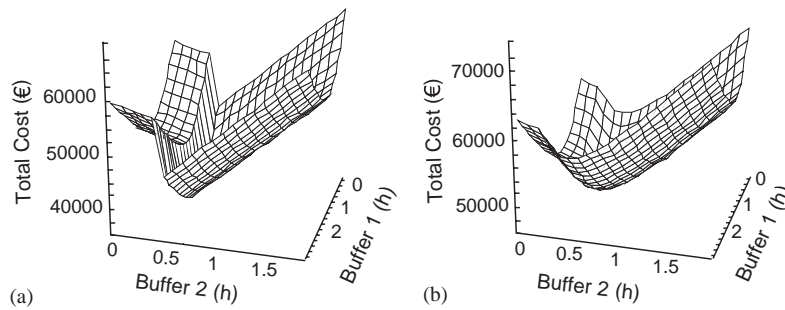 Total Cost (€)
60000
50000
40000
0
0.5
1
1.5
Buffer 2 (h)
0
1
2
Buffer 1 (h)
(a)
Total Cost (€)
70000
60000
50000
0
0.5
1
1.5
Buffer 2 (h)
0
1
2
Buffer 1 (h)
(b)